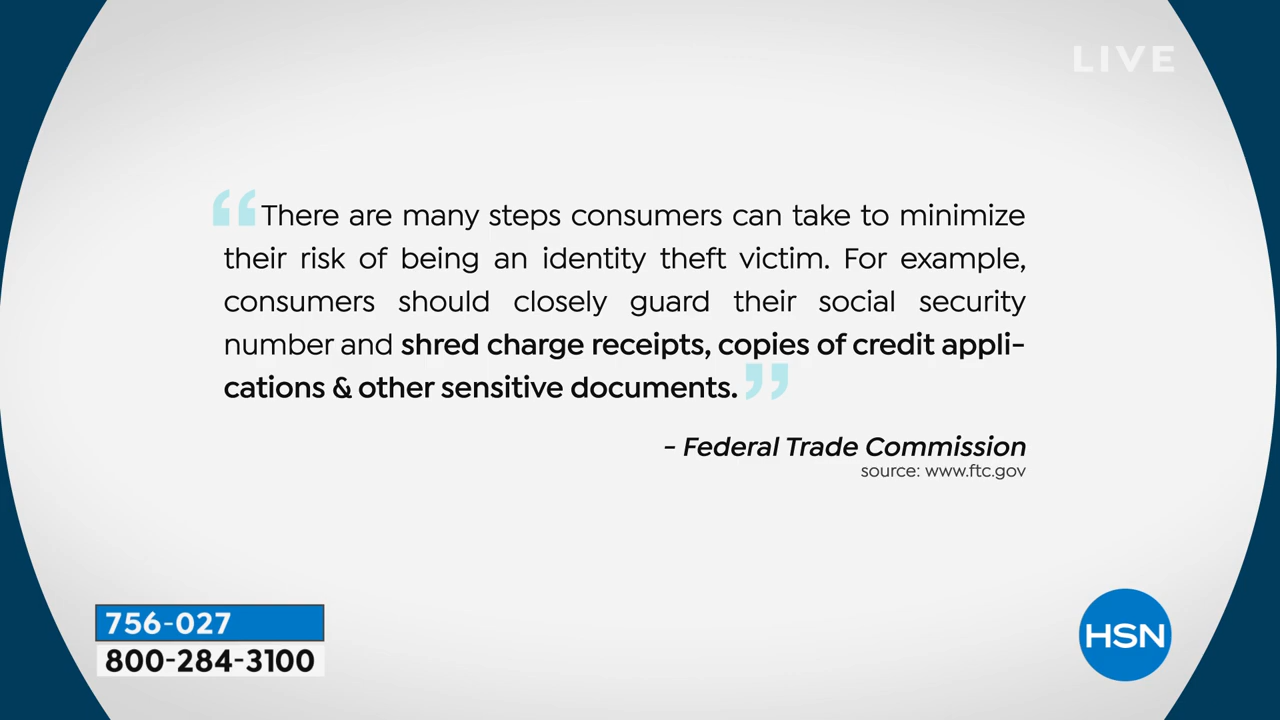 LIVE
“There are many steps consumers can take to minimize
their risk of being an identity theft victim. For example,
consumers should closely guard their social security
number and shred charge receipts, copies of credit appli-
cations & other sensitive documents.”
- Federal Trade Commission
source: www.ftc.gov
756-027
800-284-3100
HSN